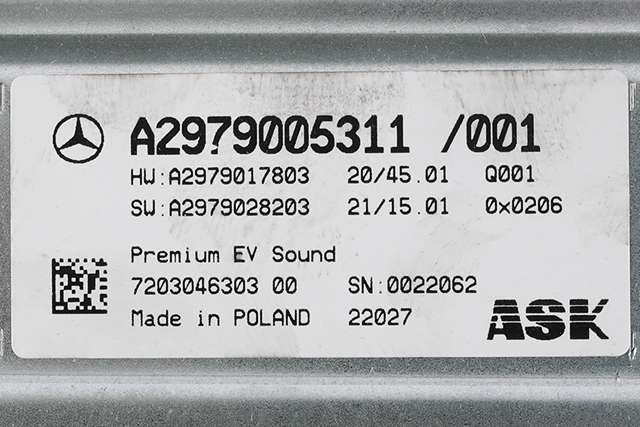 A2979005311 /001
HW:A2979017803 20/45.01 Q001
SW:A2979028203 21/15.01 0x0206
Premium EV Sound
7203046303 00 SN:0022062
Made in POLAND 22027
ASK